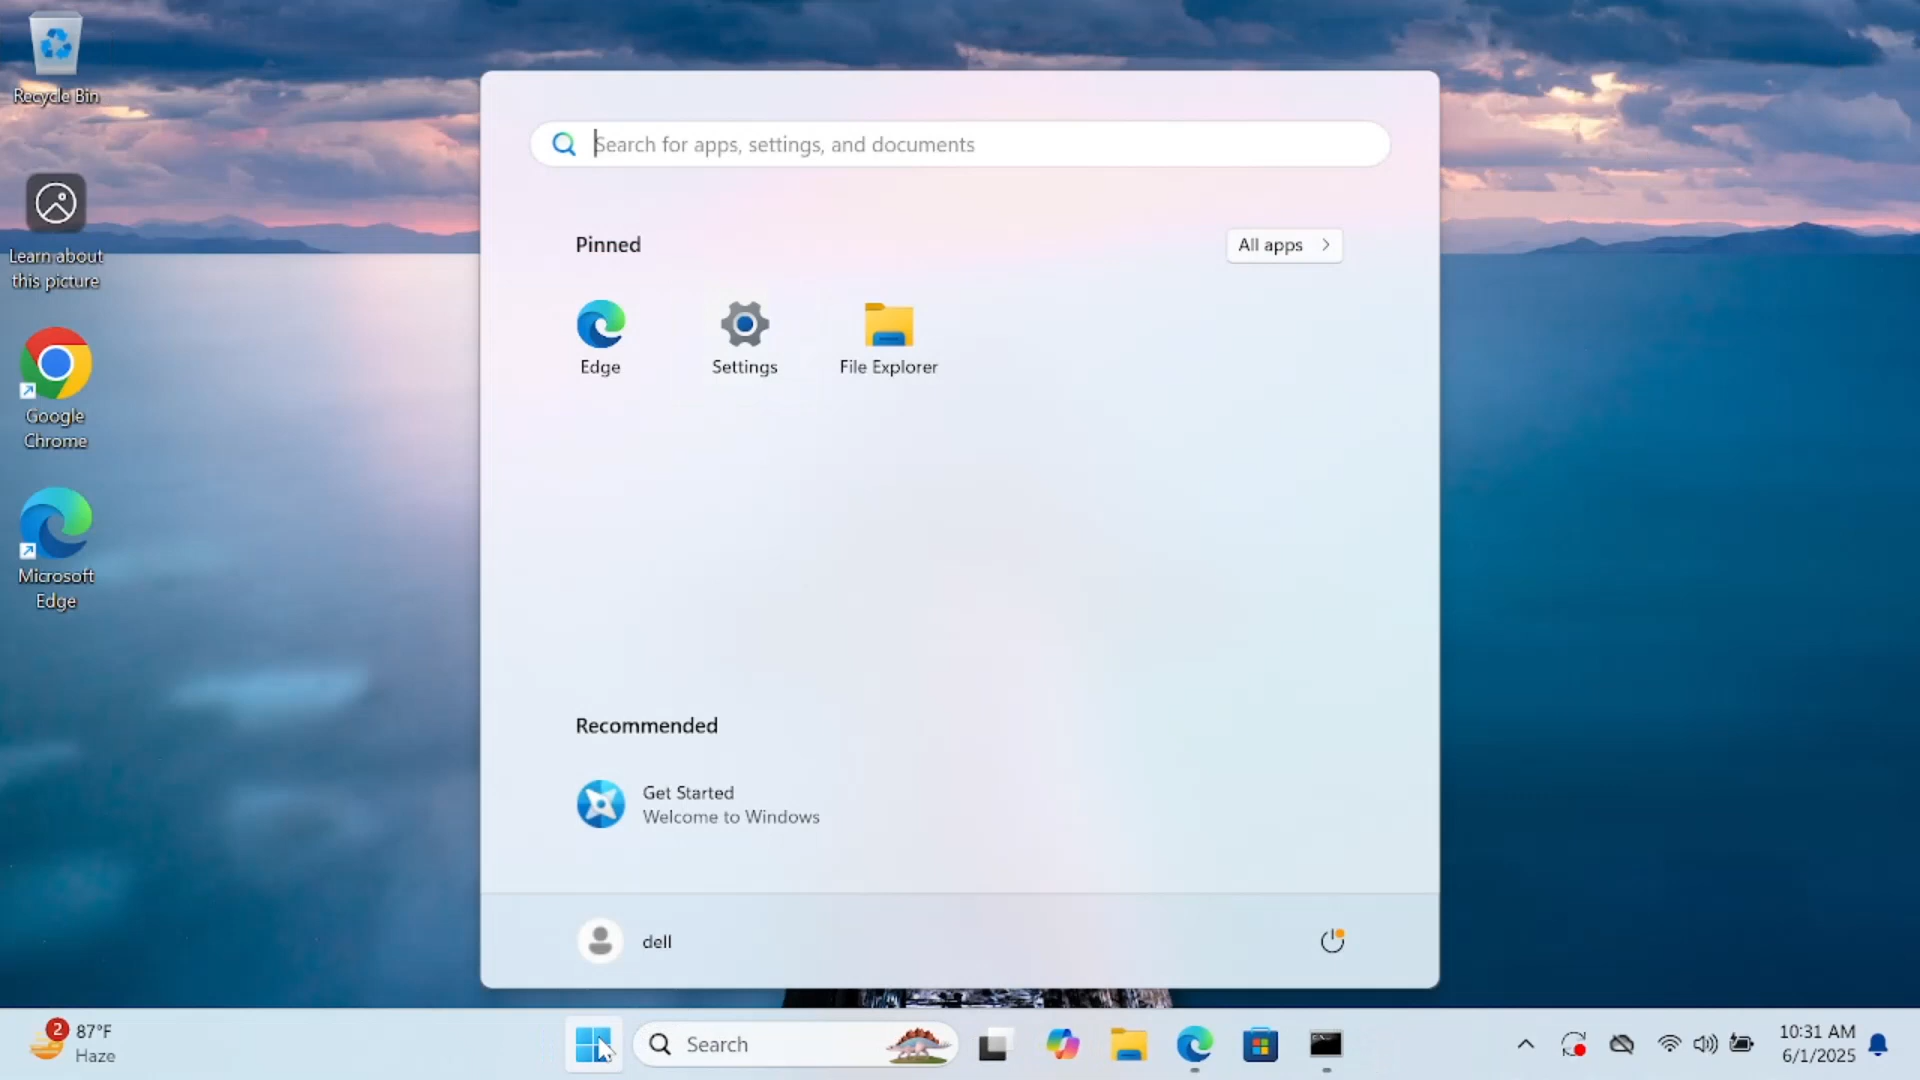 Recycle Bin
Learn about
this picture
Google
Chrome
Microsoft
Edge
Search for apps, settings, and documents
Pinned
All apps
Edge
Settings
File Explorer
Recommended
Get Started
Welcome to Windows
dell
2
87°F
Haze
Search
10:31 AM
6/1/2025